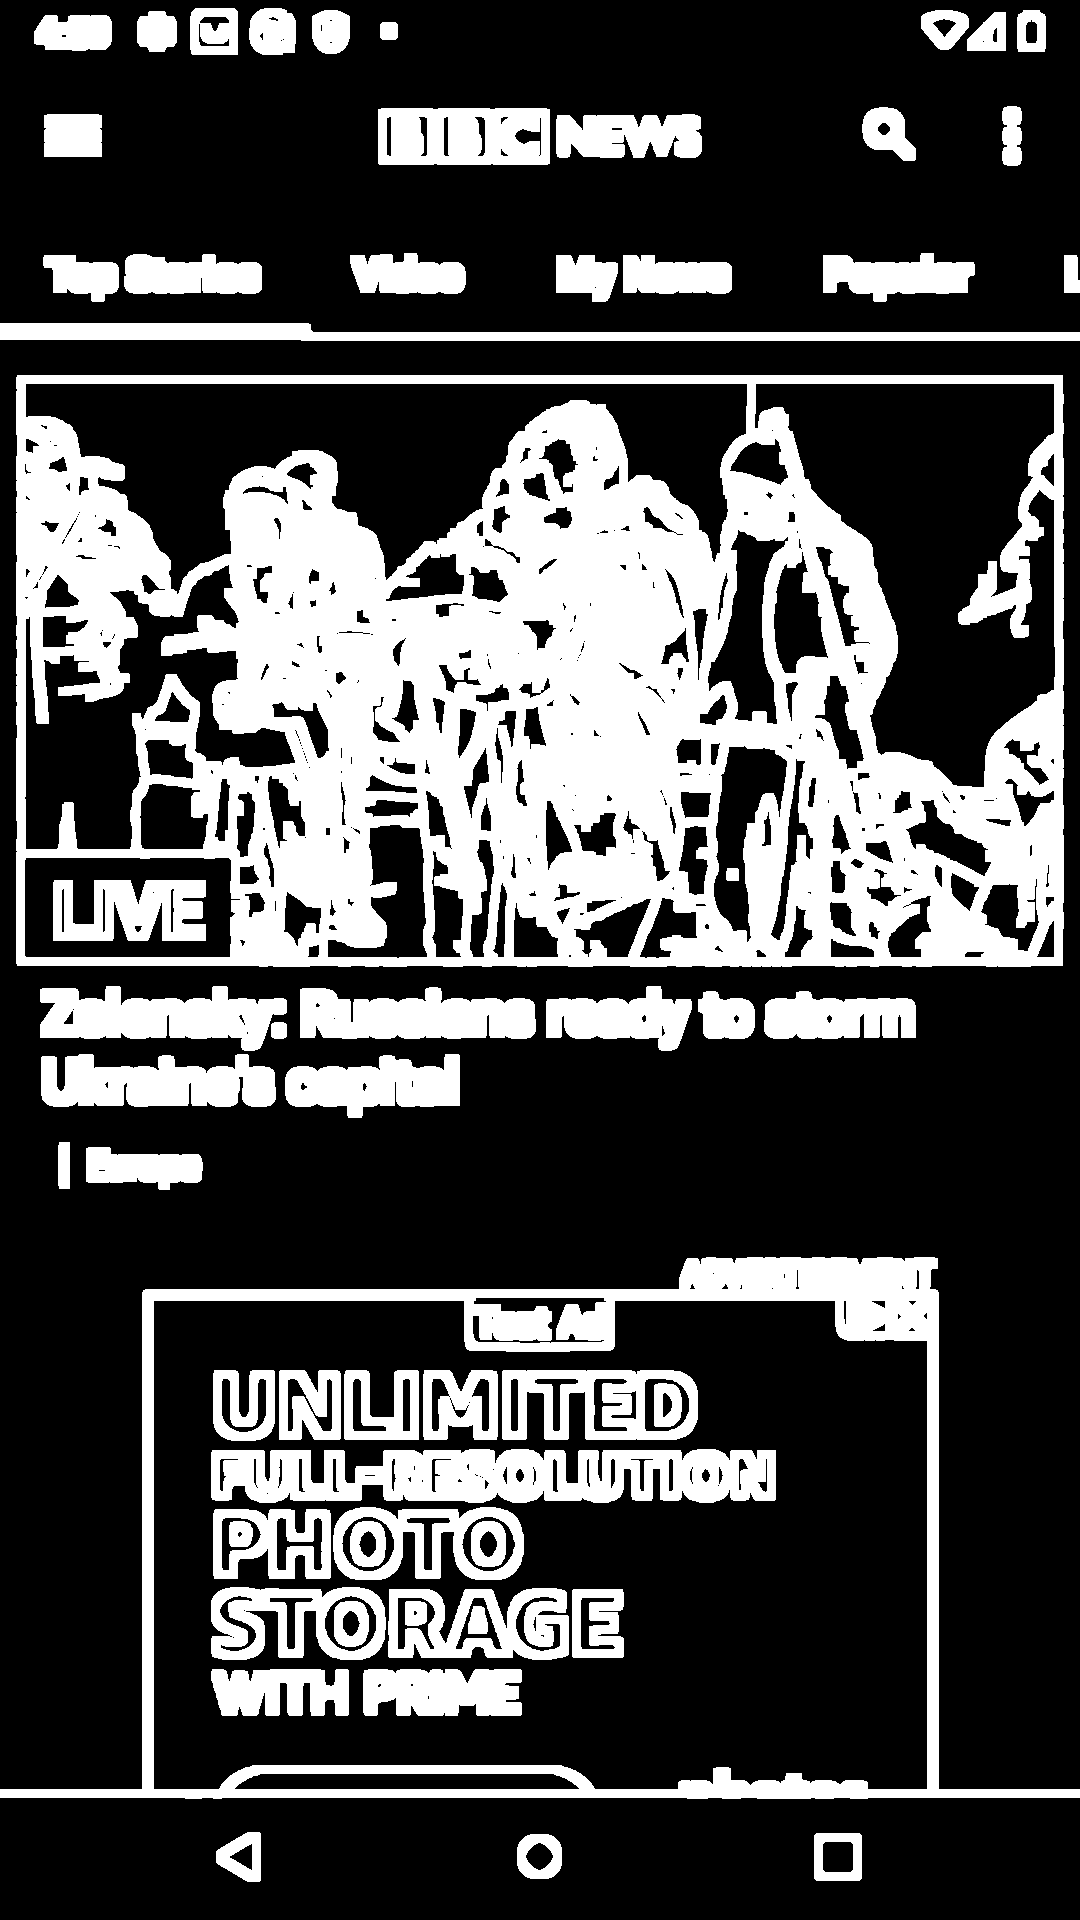 BBC NEWS
Top Stories Video My News Popular L
LIVE
Zelensky: Russians ready to storm
Ukraine's capital
Europe
ADVERTISEMENT
Test Ad
UNLIMITED
FULL-RESOLUTION
PHOTO
STORAGE
WITH PRIME
photos